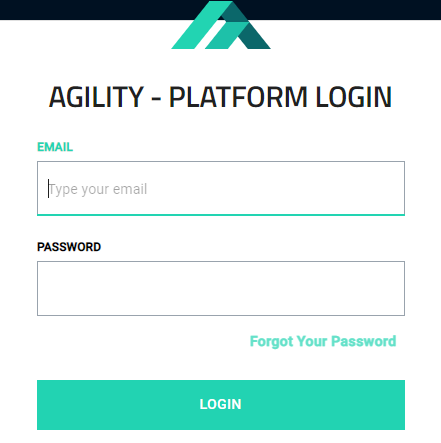 AGILITY - PLATFORM LOGIN
EMAIL
Type your email
PASSWORD
Forgot Your Password
LOGIN